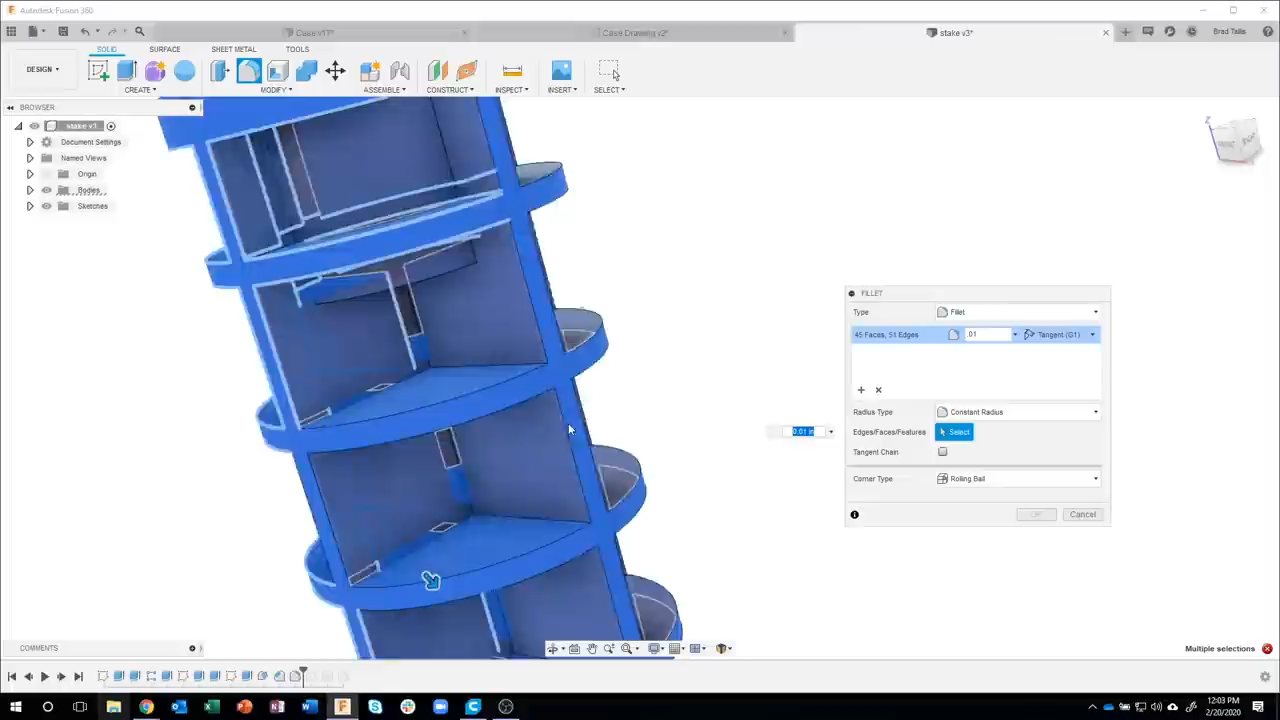 Autodesk Fusion 360
Case Drawing v2*
stake v3*
Brad Tallis
SOLID SURFACE SHEET METAL TOOLS
DESIGN
CREATE MODIFY ASSEMBLE CONSTRUCT INSPECT INSERT SELECT
BROWSER
stake v3
Document Settings
Named Views
Origin
Bodies
Sketches
FILLET
Type Fillet
45 Faces, 51 Edges .01 Tangent (G1)
0.01 in
Radius Type Constant Radius
Edges/Faces/Features Select
Tangent Chain
Corner Type Rolling Ball
OK Cancel
COMMENTS
Multiple selections
12:03 PM
2/20/2020